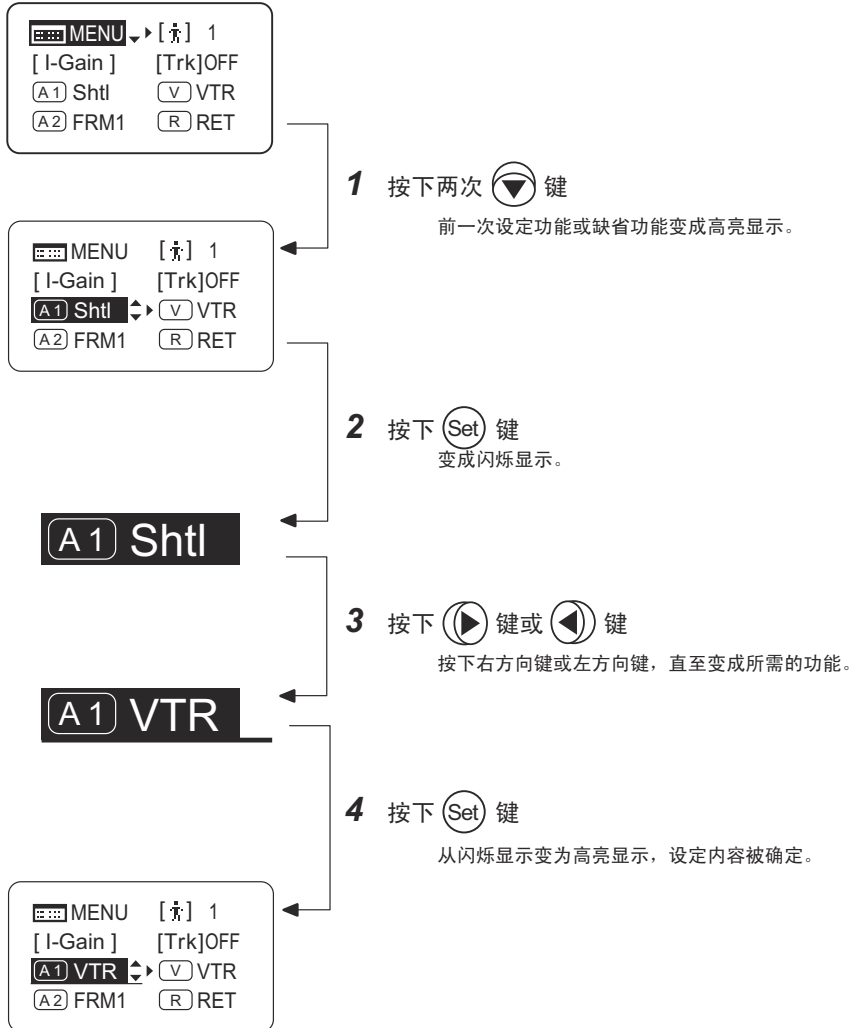 MENU [ ] 1
[ I-Gain ] [Trk]OFF
A1 Shtl V VTR
A2 FRM1 R RET
1 按下两次 键
前一次设定功能或缺省功能变成高亮显示。
MENU [ ] 1
[ I-Gain ] [Trk]OFF
A1 Shtl V VTR
A2 FRM1 R RET
2 按下 Set 键
变成闪烁显示。
A 1 Shtl
3 按下 键或 键
按下右方向键或左方向键，直至变成所需的功能。
A 1 VTR
4 按下 Set 键
从闪烁显示变为高亮显示，设定内容被确定。
MENU [ ] 1
[ I-Gain ] [Trk]OFF
A1 VTR V VTR
A2 FRM1 R RET